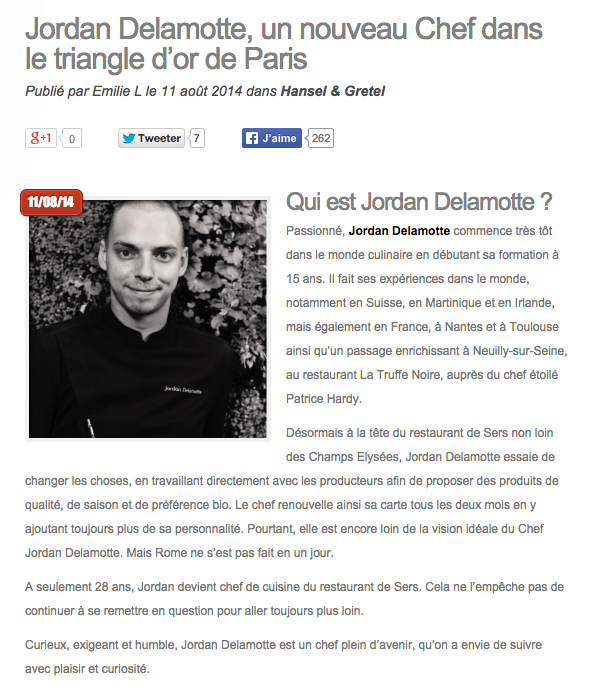 Jordan Delamotte, un nouveau Chef dans
le triangle d’or de Paris
Publié par Emilie L le 11 août 2014 dans Hansel & Gretel
g+1 0 Tweeter 7 J’aime 262
11/08/14
Qui est Jordan Delamotte ?
Passionné, Jordan Delamotte commence très tôt
dans le monde culinaire en débutant sa formation à
15 ans. Il fait ses expériences dans le monde,
notamment en Suisse, en Martinique et en Irlande,
mais également en France, à Nantes et à Toulouse
ainsi qu’un passage enrichissant à Neuilly-sur-Seine,
au restaurant La Truffe Noire, auprès du chef étoilé
Patrice Hardy.
Jordan Delamotte
Désormais à la tête du restaurant de Sers non loin
des Champs Elysées, Jordan Delamotte essaie de
changer les choses, en travaillant directement avec les producteurs afin de proposer des produits de
qualité, de saison et de préférence bio. Le chef renouvelle ainsi sa carte tous les deux mois en y
ajoutant toujours plus de sa personnalité. Pourtant, elle est encore loin de la vision idéale du Chef
Jordan Delamotte. Mais Rome ne s’est pas fait en un jour.
A seulement 28 ans, Jordan devient chef de cuisine du restaurant de Sers. Cela ne l’empêche pas de
continuer à se remettre en question pour aller toujours plus loin.
Curieux, exigeant et humble, Jordan Delamotte est un chef plein d’avenir, qu’on a envie de suivre
avec plaisir et curiosité.